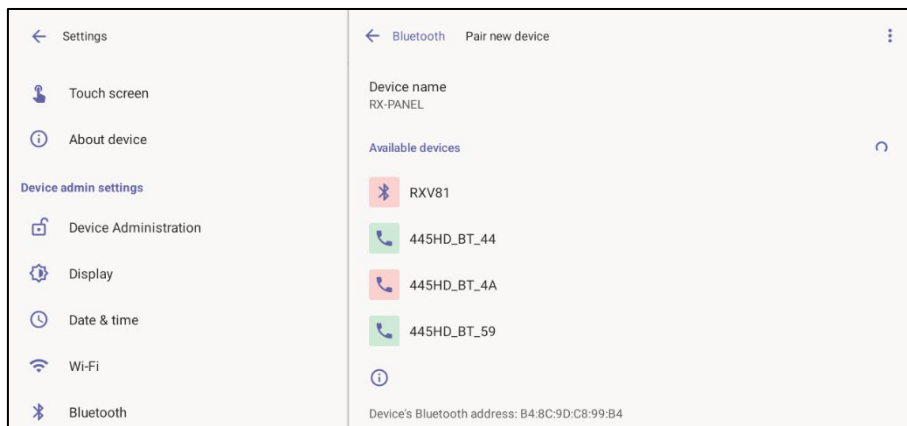 Settings
Touch screen
About device
Device admin settings
Device Administration
Display
Date & time
Wi-Fi
Bluetooth
Bluetooth Pair new device
Device name
RX-PANEL
Available devices
RXV81
445HD_BT_44
445HD_BT_4A
445HD_BT_59
Device's Bluetooth address: B4:8C:9D:C8:99:B4